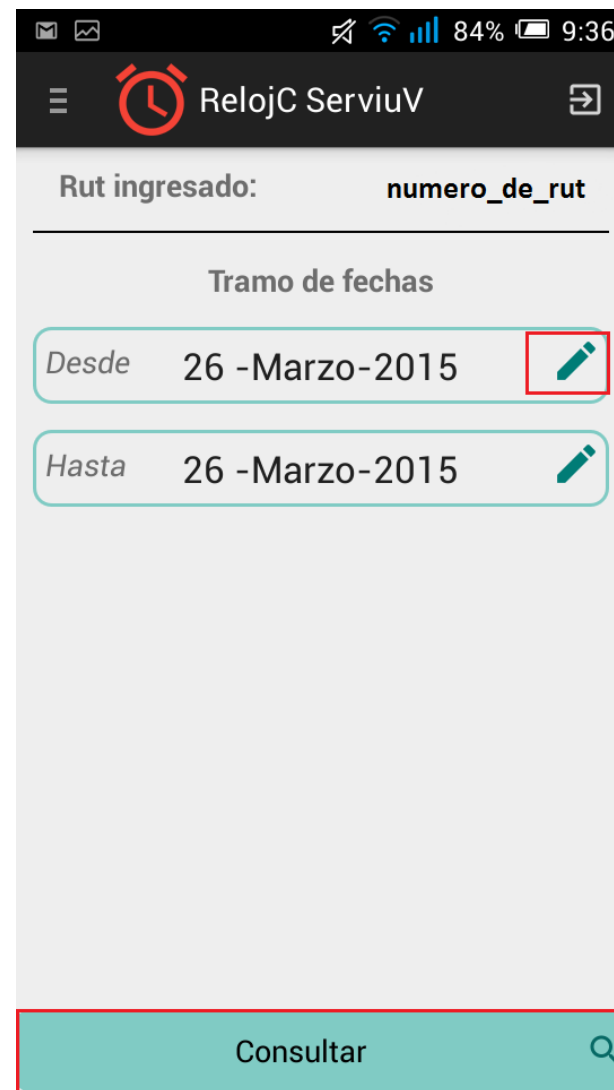 84% 9:36
RelojC ServiuV
Rut ingresado: numero_de_rut
Tramo de fechas
Desde 26 -Marzo-2015
Hasta 26 -Marzo-2015
Consultar